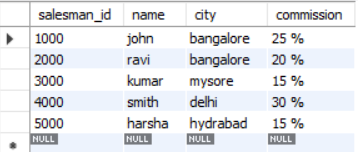 salesman_id name city commission
1000 john bangalore 25 %
2000 ravi bangalore 20 %
3000 kumar mysore 15 %
4000 smith delhi 30 %
5000 harsha hydrabad 15 %
NULL NULL NULL NULL